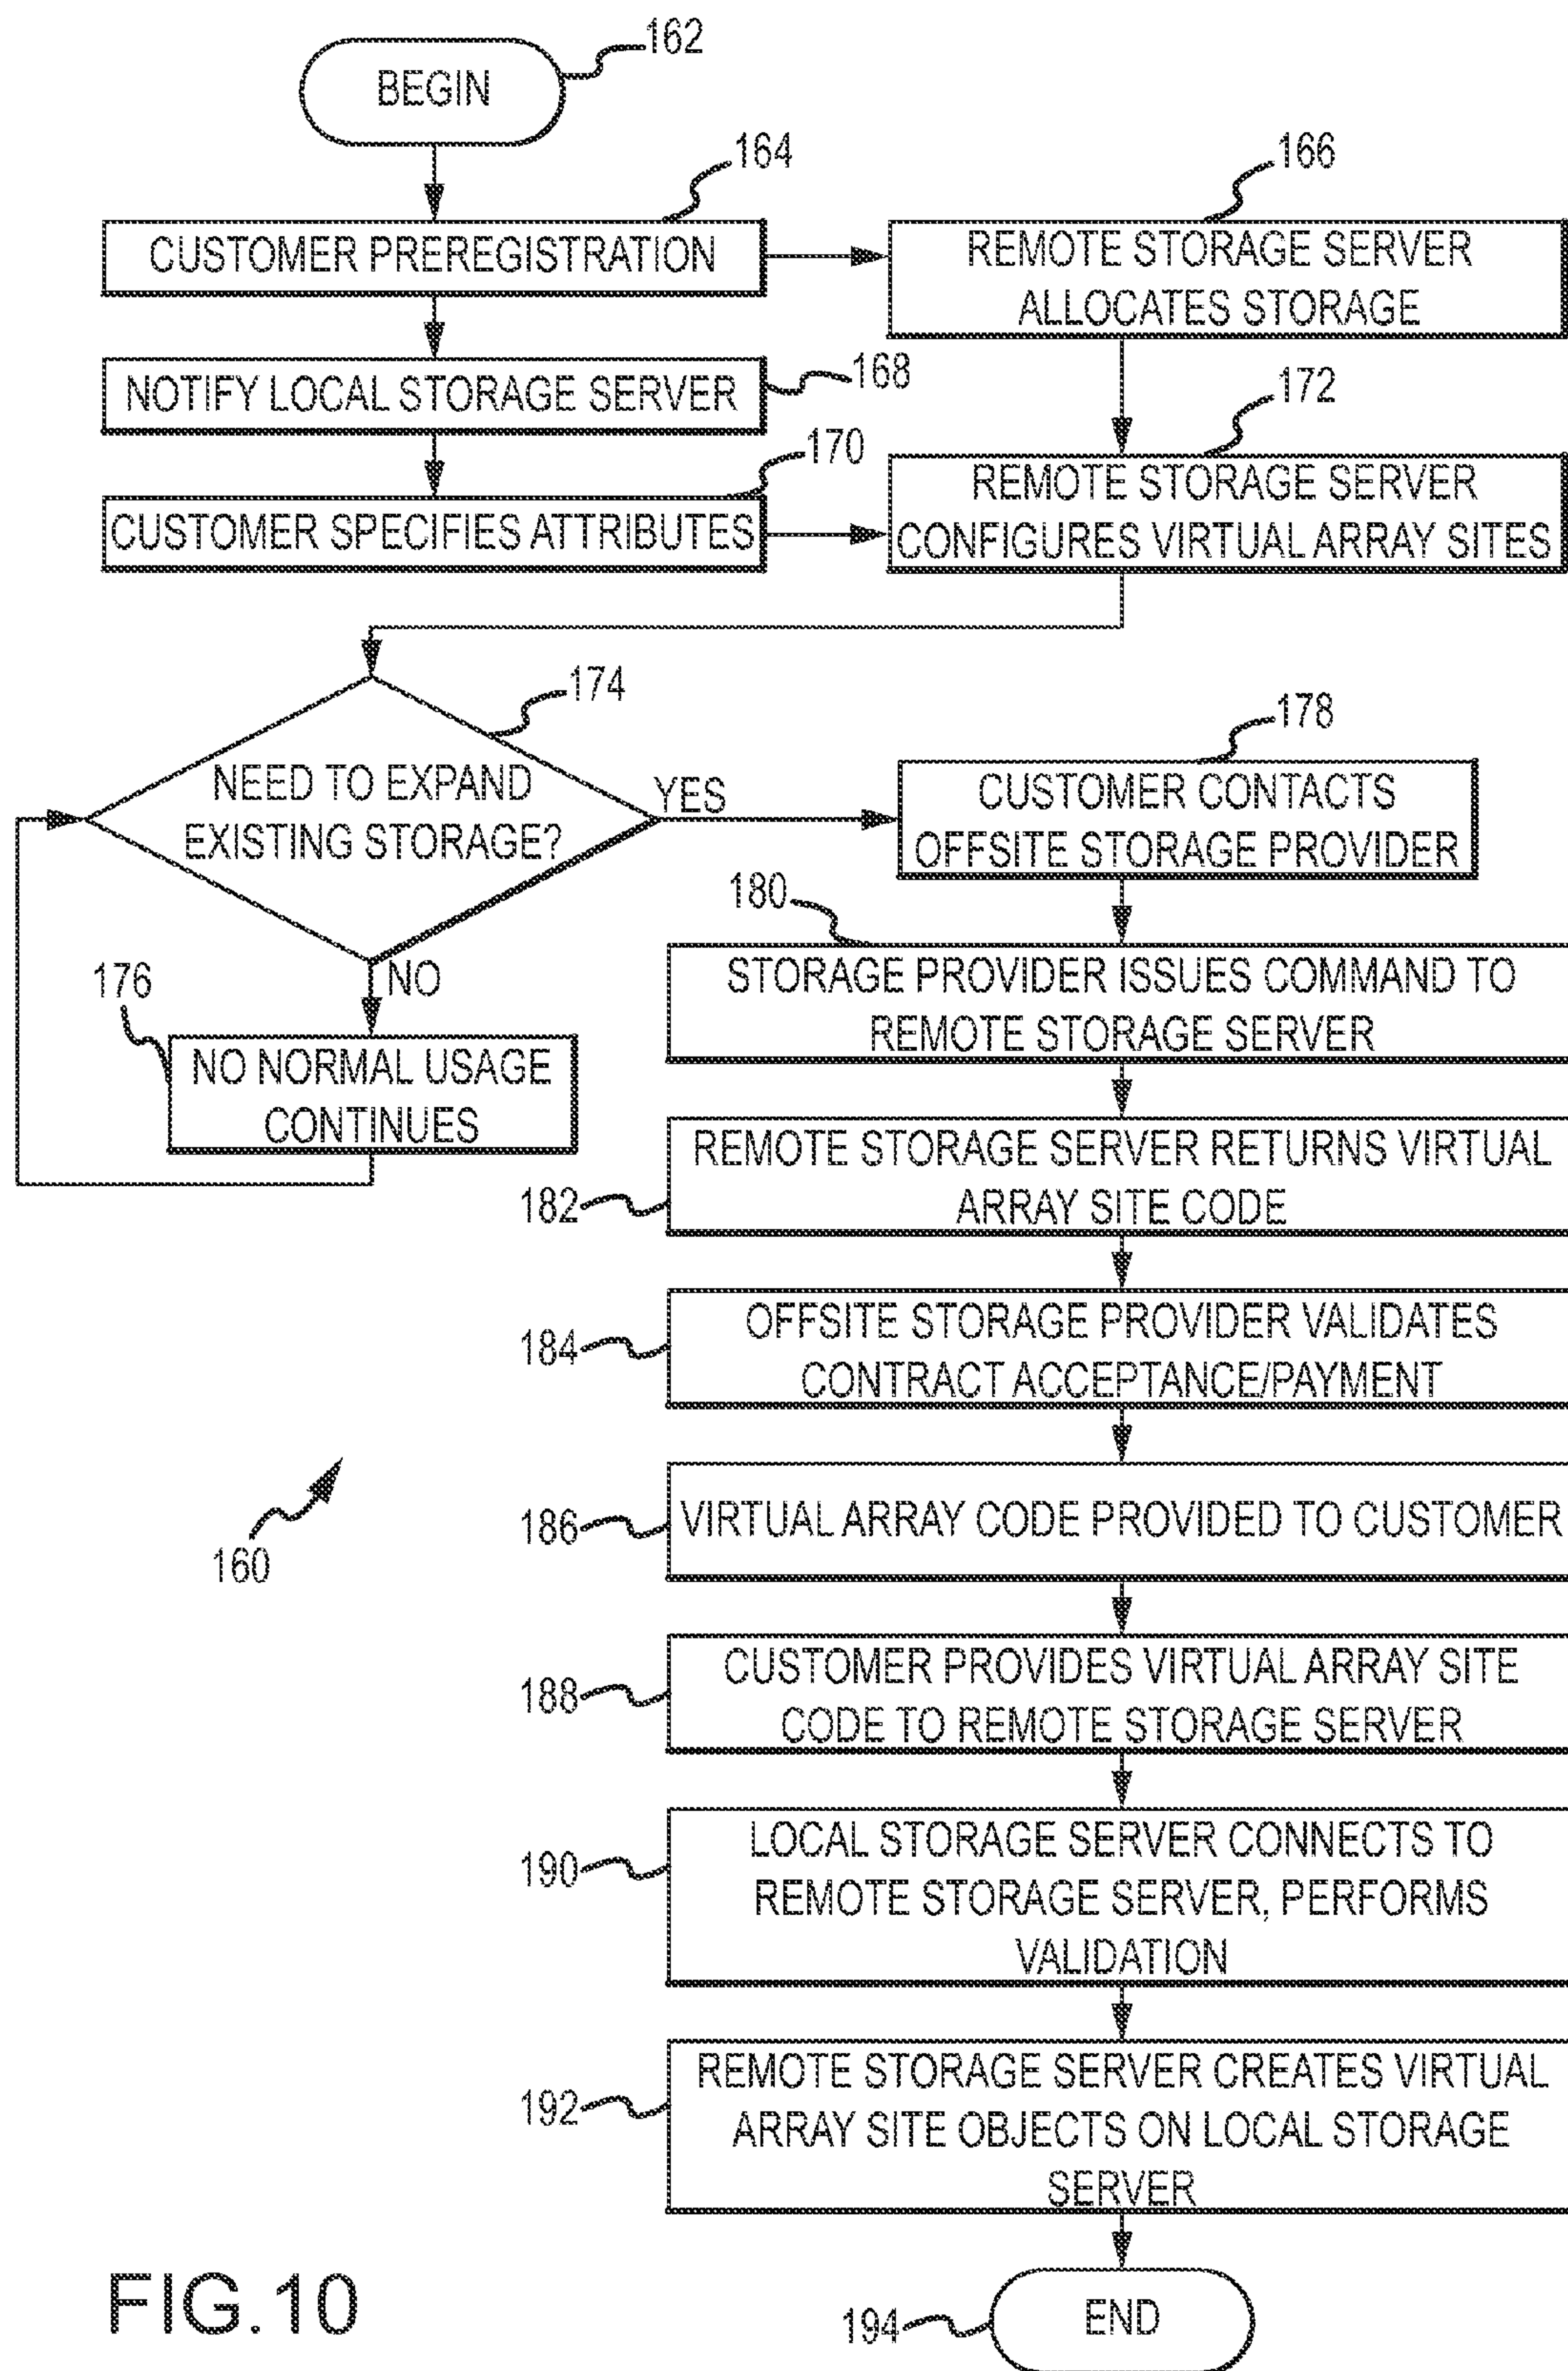 162
BEGIN
164
166
CUSTOMER PREREGISTRATION
REMOTE STORAGE SERVER
ALLOCATES STORAGE
NOTIFY LOCAL STORAGE SERVER
168
172
170
CUSTOMER SPECIFIES ATTRIBUTES
REMOTE STORAGE SERVER
CONFIGURES VIRTUAL ARRAY SITES
174
NEED TO EXPAND
EXISTING STORAGE?
YES
178
CUSTOMER CONTACTS
OFFSITE STORAGE PROVIDER
NO
176
NO NORMAL USAGE
CONTINUES
180
STORAGE PROVIDER ISSUES COMMAND TO
REMOTE STORAGE SERVER
REMOTE STORAGE SERVER RETURNS VIRTUAL
ARRAY SITE CODE
182
OFFSITE STORAGE PROVIDER VALIDATES
CONTRACT ACCEPTANCE/PAYMENT
184
VIRTUAL ARRAY CODE PROVIDED TO CUSTOMER
186
160
CUSTOMER PROVIDES VIRTUAL ARRAY SITE
CODE TO REMOTE STORAGE SERVER
188
LOCAL STORAGE SERVER CONNECTS TO
REMOTE STORAGE SERVER, PERFORMS
VALIDATION
190
REMOTE STORAGE SERVER CREATES VIRTUAL
ARRAY SITE OBJECTS ON LOCAL STORAGE
SERVER
192
END
194
FIG.10